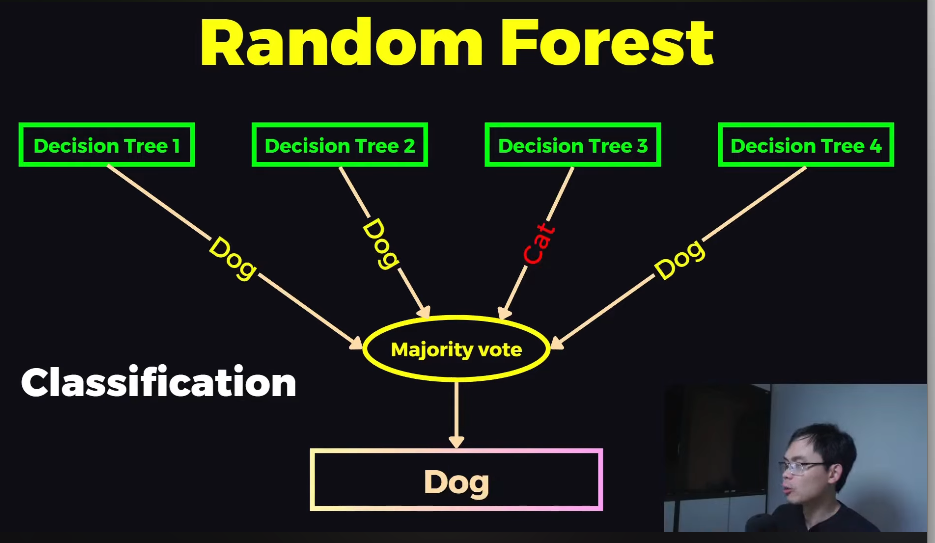 Random Forest
Decision Tree 1
Decision Tree 2
Decision Tree 3
Decision Tree 4
Dog
Dog
Cat
Dog
Majority vote
Classification
Dog